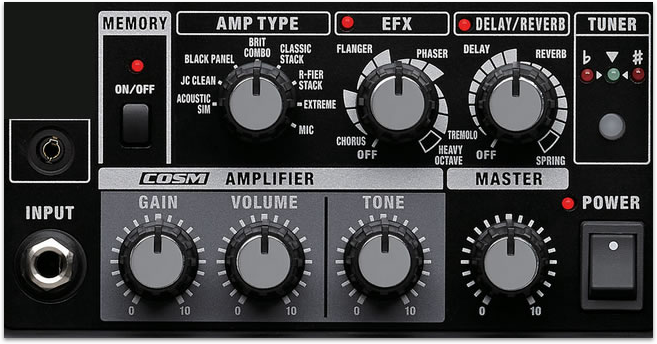 MEMORY
ON/OFF
AMP TYPE
BRIT
COMBO
CLASSIC
STACK
BLACK PANEL
R-FIER
STACK
JC CLEAN
EXTREME
ACOUSTIC
SIM
MIC
EFX
FLANGER
PHASER
CHORUS
TREMOLO
OFF
HEAVY
OCTAVE
DELAY/REVERB
DELAY
REVERB
OFF
SPRING
TUNER
♭ ♯
INPUT
COSM AMPLIFIER
GAIN
0 10
VOLUME
0 10
TONE
0 10
MASTER
0 10
POWER